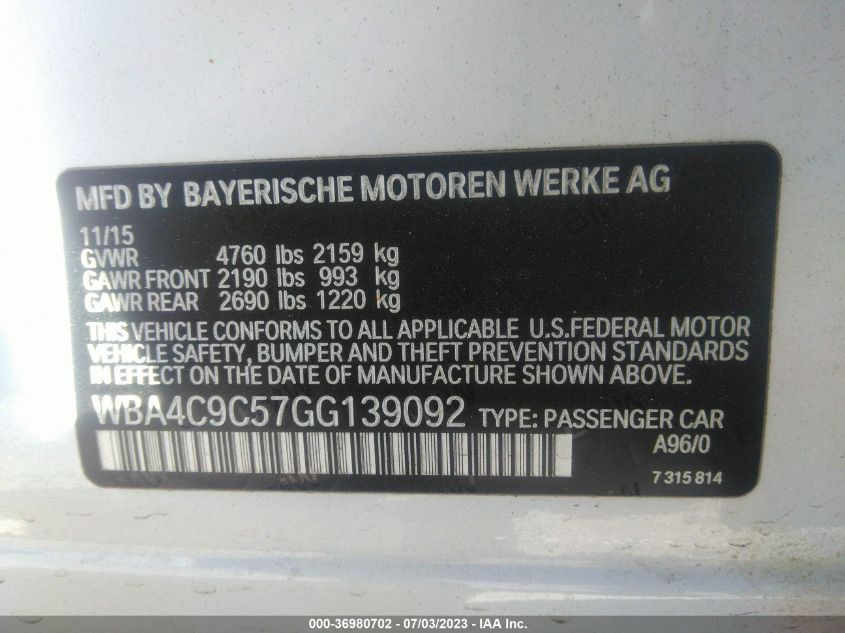 MFD BY BAYERISCHE MOTOREN WERKE AG
11/15
GVWR 4760 lbs 2159 kg
GAWR FRONT 2190 lbs 993 kg
GAWR REAR 2690 lbs 1220 kg
THIS VEHICLE CONFORMS TO ALL APPLICABLE U.S.FEDERAL MOTOR
VEHICLE SAFETY, BUMPER AND THEFT PREVENTION STANDARDS
IN EFFECT ON THE DATE OF MANUFACTURE SHOWN ABOVE.
WBA4C9C57GG139092 TYPE: PASSENGER CAR
A96/0
7 315 814
000-36980702 - 07/03/2023 - IAA Inc.